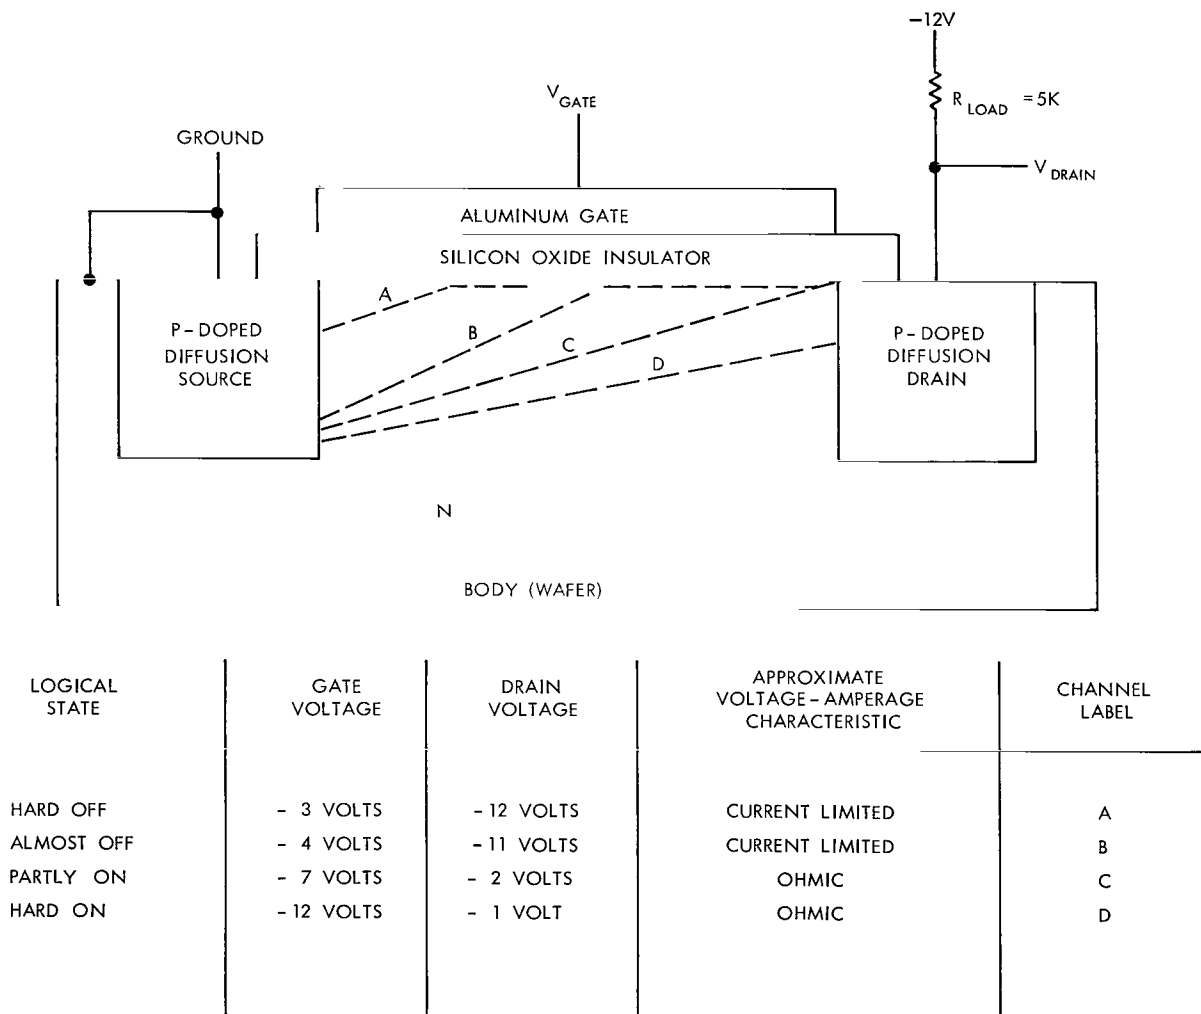 -12V
R LOAD = 5K
V GATE
GROUND
V DRAIN
ALUMINUM GATE
SILICON OXIDE INSULATOR
A
B
C
D
P-DOPED
DIFFUSION
SOURCE
P-DOPED
DIFFUSION
DRAIN
N
BODY (WAFER)
LOGICAL STATE | GATE VOLTAGE | DRAIN VOLTAGE | APPROXIMATE VOLTAGE-AMPERAGE CHARACTERISTIC | CHANNEL LABEL
HARD OFF | - 3 VOLTS | -12 VOLTS | CURRENT LIMITED | A
ALMOST OFF | - 4 VOLTS | -11 VOLTS | CURRENT LIMITED | B
PARTLY ON | - 7 VOLTS | - 2 VOLTS | OHMIC | C
HARD ON | -12 VOLTS | - 1 VOLT | OHMIC | D